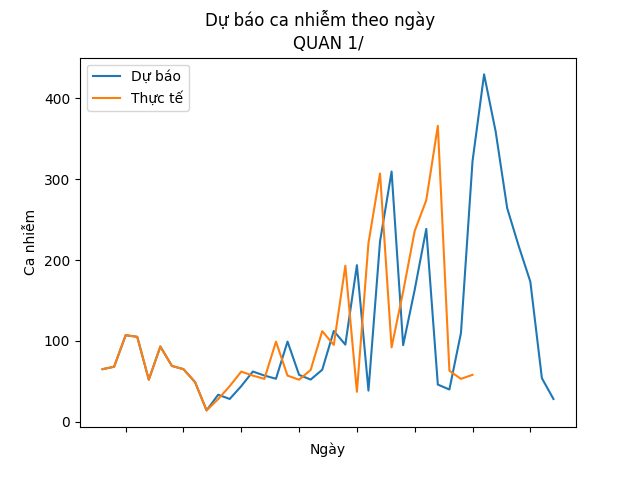 Dự báo ca nhiễm theo ngày
QUAN 1/
Dự báo
Thực tế
400
300
200
100
0
Ca nhiễm
Ngày